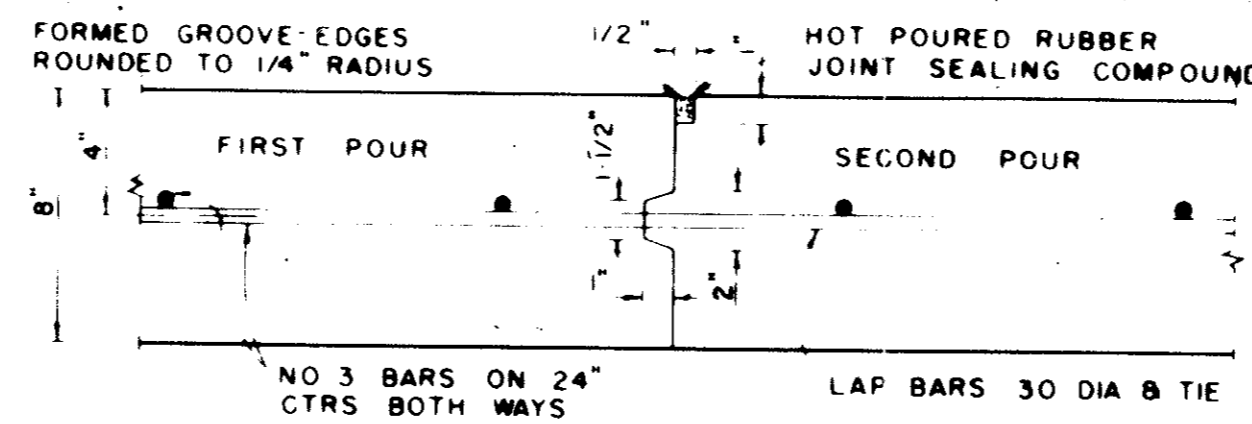 FORMED GROOVE-EDGES
ROUNDED TO 1/4" RADIUS
1/2"
HOT POURED RUBBER
JOINT SEALING COMPOUND
4"
8"
FIRST POUR
1-1/2"
SECOND POUR
1"
2"
NO 3 BARS ON 24"
CTRS BOTH WAYS
LAP BARS 30 DIA & TIE